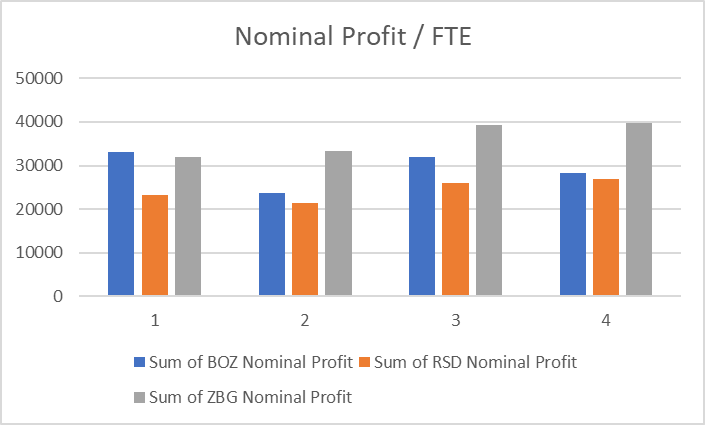 Nominal Profit / FTE
50000
40000
30000
20000
10000
0
1 2 3 4
Sum of BOZ Nominal Profit Sum of RSD Nominal Profit
Sum of ZBG Nominal Profit